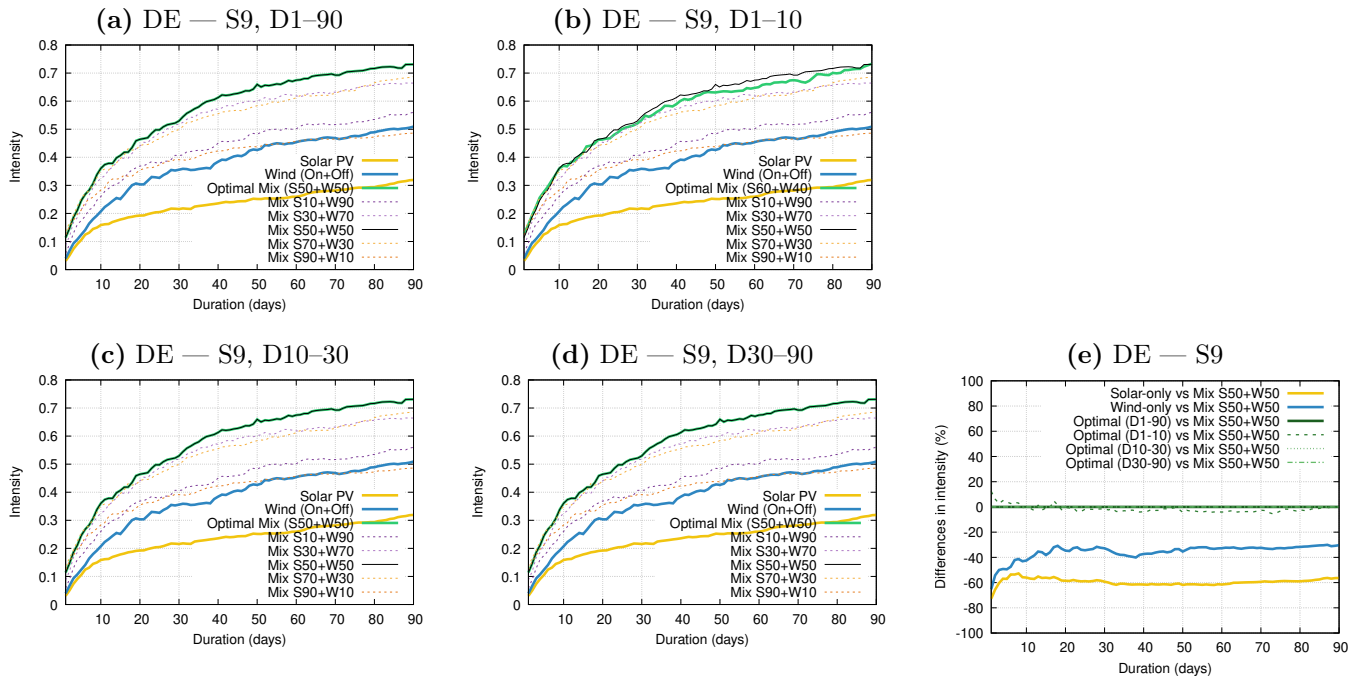 (a) DE — S9, D1–90
0.8
0.7
0.6
0.5
0.4
0.3
0.2
0.1
0
Intensity
Solar PV
Wind (On+Off)
Optimal Mix (S50+W50)
Mix S10+W90
Mix S30+W70
Mix S50+W50
Mix S70+W30
Mix S90+W10
10 20 30 40 50 60 70 80 90
Duration (days)
(b) DE — S9, D1–10
0.8
0.7
0.6
0.5
0.4
0.3
0.2
0.1
0
Intensity
Solar PV
Wind (On+Off)
Optimal Mix (S60+W40)
Mix S10+W90
Mix S30+W70
Mix S50+W50
Mix S70+W30
Mix S90+W10
10 20 30 40 50 60 70 80 90
Duration (days)
(c) DE — S9, D10–30
0.8
0.7
0.6
0.5
0.4
0.3
0.2
0.1
0
Intensity
Solar PV
Wind (On+Off)
Optimal Mix (S50+W50)
Mix S10+W90
Mix S30+W70
Mix S50+W50
Mix S70+W30
Mix S90+W10
10 20 30 40 50 60 70 80 90
Duration (days)
(d) DE — S9, D30–90
0.8
0.7
0.6
0.5
0.4
0.3
0.2
0.1
0
Intensity
Solar PV
Wind (On+Off)
Optimal Mix (S50+W50)
Mix S10+W90
Mix S30+W70
Mix S50+W50
Mix S70+W30
Mix S90+W10
10 20 30 40 50 60 70 80 90
Duration (days)
(e) DE — S9
100
80
60
40
20
0
-20
-40
-60
-80
-100
Differences in intensity (%)
Solar-only vs Mix S50+W50
Wind-only vs Mix S50+W50
Optimal (D1-90) vs Mix S50+W50
Optimal (D1-10) vs Mix S50+W50
Optimal (D10-30) vs Mix S50+W50
Optimal (D30-90) vs Mix S50+W50
10 20 30 40 50 60 70 80 90
Duration (days)